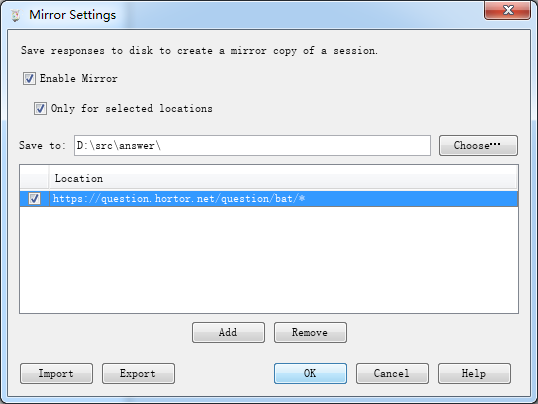 Mirror Settings
Save responses to disk to create a mirror copy of a session.
Enable Mirror
Only for selected locations
Save to: D:\src\answer\ Choose…
Location
https://question.hortor.net/question/bat/*
Add Remove
Import Export OK Cancel Help